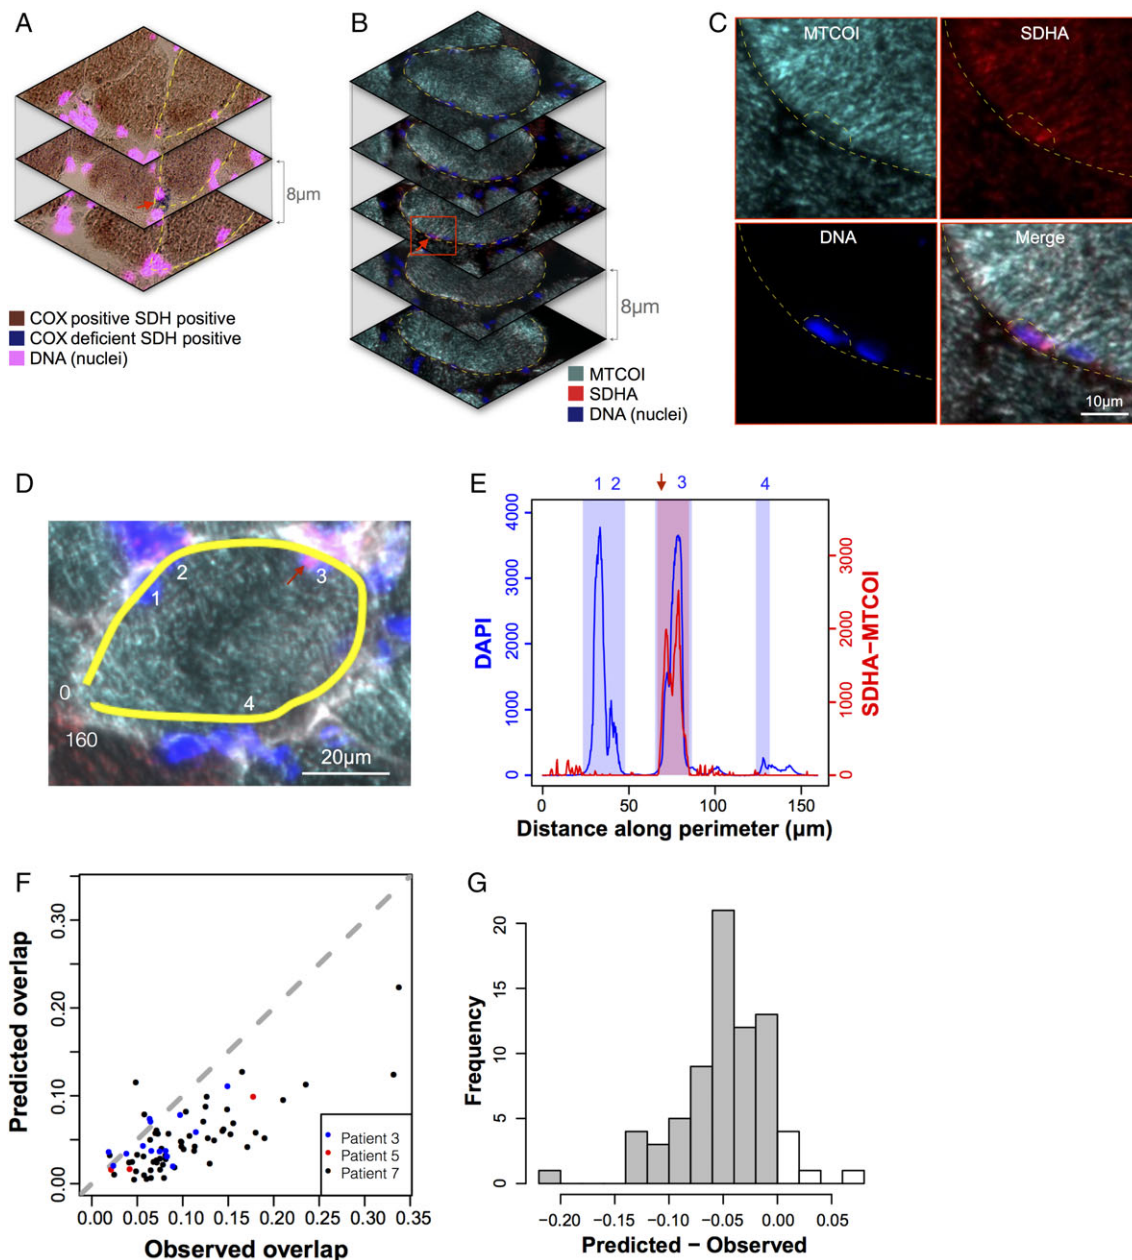 A
8µm
COX positive SDH positive
COX deficient SDH positive
DNA (nuclei)
B
8µm
MTCOI
SDHA
DNA (nuclei)
C
MTCOI
SDHA
DNA
Merge
10µm
D
2
3
1
0
4
160
20µm
E
1 2 3 4
DAPI
4000
3000
2000
1000
0
SDHA−MTCOI
3000
2000
1000
0
0 50 100 150
Distance along perimeter (µm)
F
Predicted overlap
0.30
0.20
0.10
0.00
Patient 3
Patient 5
Patient 7
0.00 0.05 0.10 0.15 0.20 0.25 0.30 0.35
Observed overlap
G
Frequency
20
15
10
5
0
−0.20 −0.15 −0.10 −0.05 0.00 0.05
Predicted − Observed